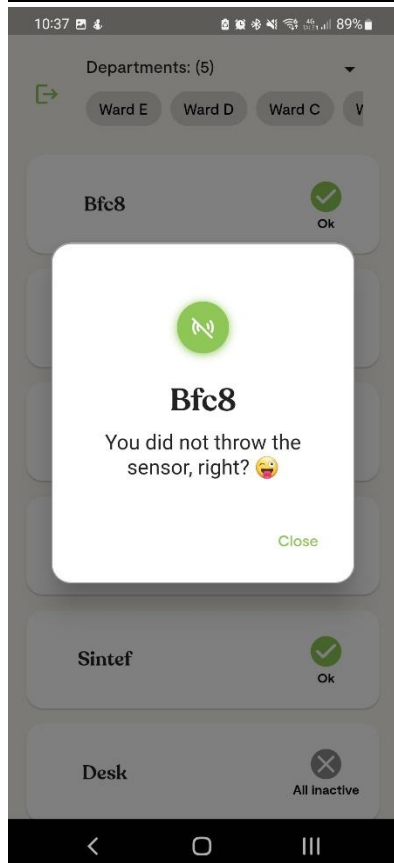 10:37 89%
Departments: (5)
Ward E Ward D Ward C
Bfc8
Ok
Bfc8
You did not throw the
sensor, right? 😜
Close
Sintef
Ok
Desk
All inactive